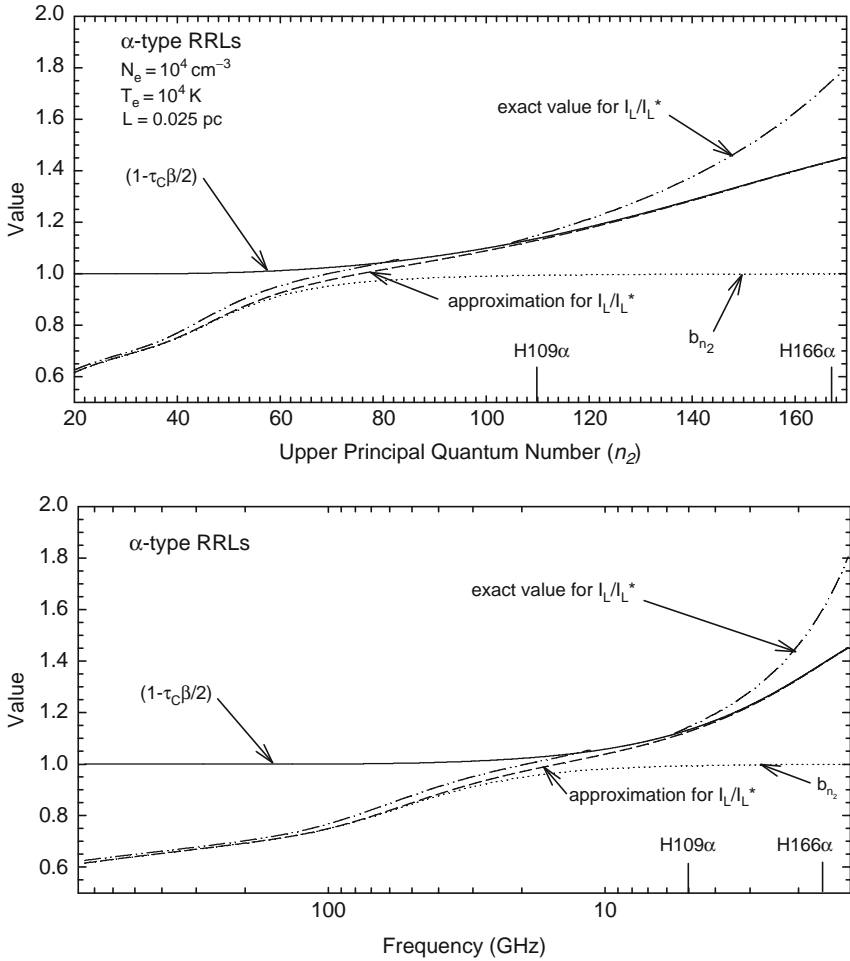 2.0
1.8
1.6
1.4
1.2
1.0
0.8
0.6
Value
α-type RRLs
N_e = 10^4 cm^−3
T_e = 10^4 K
L = 0.025 pc
exact value for I_L/I_L*
(1-τ_Cβ/2)
approximation for I_L/I_L*
b_n_2
H109α
H166α
20 40 60 80 100 120 140 160
Upper Principal Quantum Number (n_2)
2.0
1.8
1.6
1.4
1.2
1.0
0.8
0.6
Value
α-type RRLs
exact value for I_L/I_L*
(1-τ_Cβ/2)
approximation for I_L/I_L*
b_n_2
H109α
H166α
100 10
Frequency (GHz)